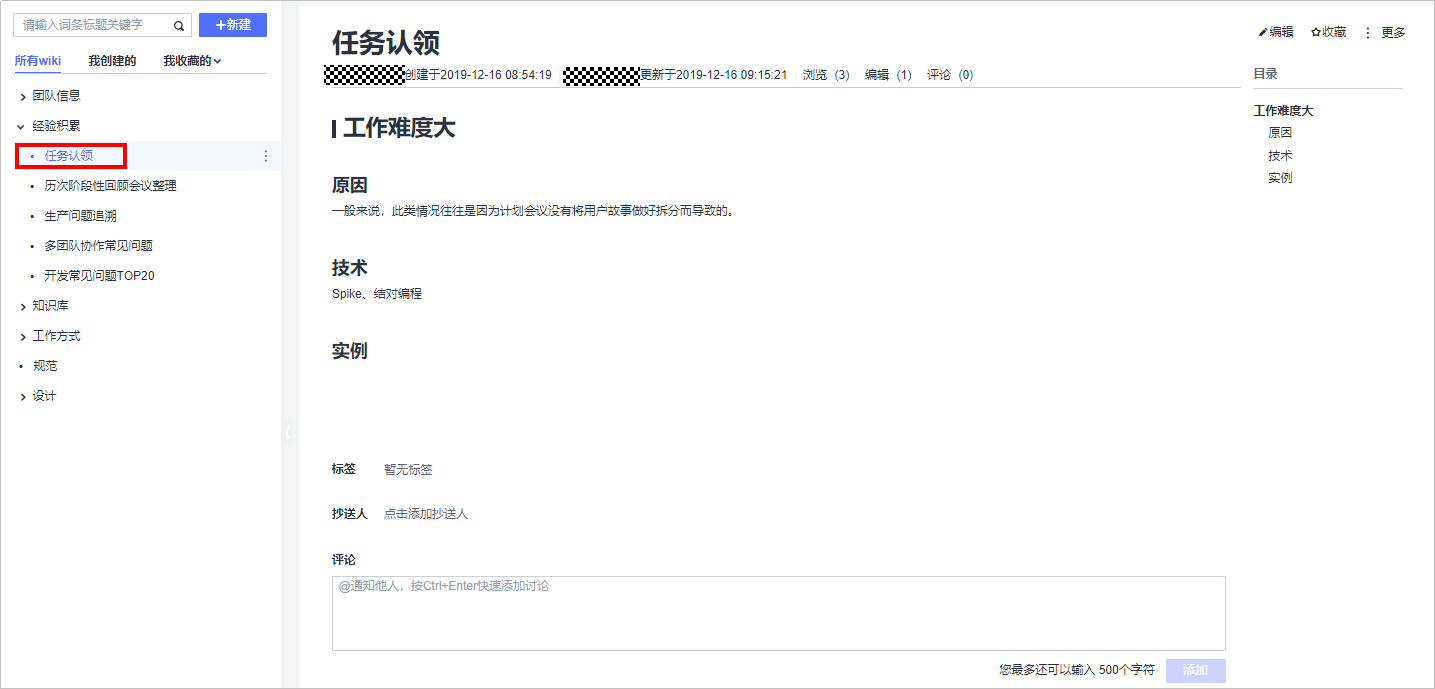 请输入词条标题关键字
+新建
所有wiki 我创建的 我收藏的
团队信息
经验积累
任务认领
历次阶段性回顾会议整理
生产问题追溯
多团队协作常见问题
开发常见问题TOP20
知识库
工作方式
规范
设计
任务认领
创建于2019-12-16 08:54:19 更新于2019-12-16 09:15:21 浏览（3） 编辑（1） 评论（0）
工作难度大
原因
一般来说，此类情况往往是因为计划会议没有将用户故事做好拆分而导致的。
技术
Spike、结对编程
实例
标签 暂无标签
抄送人 点击添加抄送人
评论
@通知他人，按Ctrl+Enter快速添加讨论
您最多还可以输入 500个字符 添加
编辑 收藏 更多
目录
工作难度大
原因
技术
实例